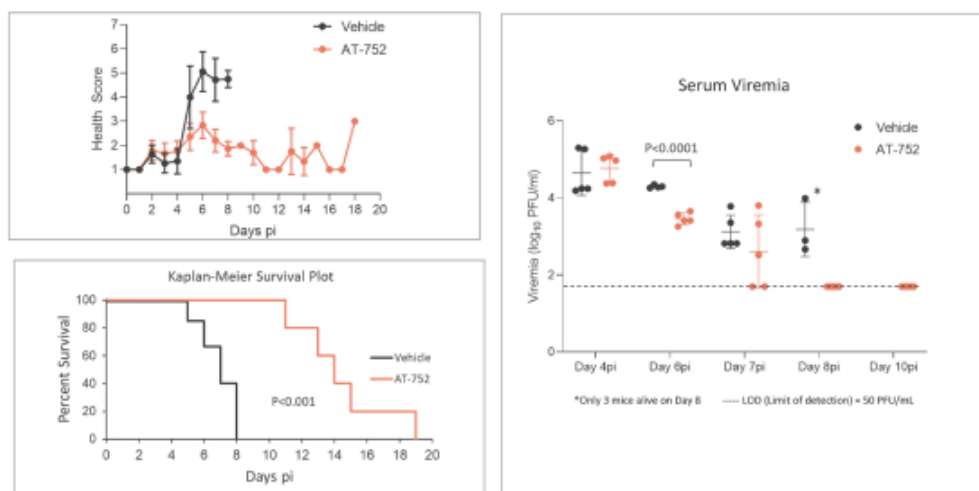 7
6
5
4
3
2
1
0
Health Score
Vehicle
AT-752
0 2 4 6 8 10 12 14 16 18 20
Days pi
Kaplan-Meier Survival Plot
100
80
60
40
20
0
Percent Survival
Vehicle
AT-752
P<0.001
0 2 4 6 8 10 12 14 16 18 20
Days pi
Serum Viremia
6
4
2
0
Viremia (log₁₀ PFU/ml)
Vehicle
AT-752
P<0.0001
*
Day 4pi Day 6pi Day 7pi Day 8pi Day 10pi
*Only 3 mice alive on Day 8 ----- LOD (Limit of detection) = 50 PFU/mL